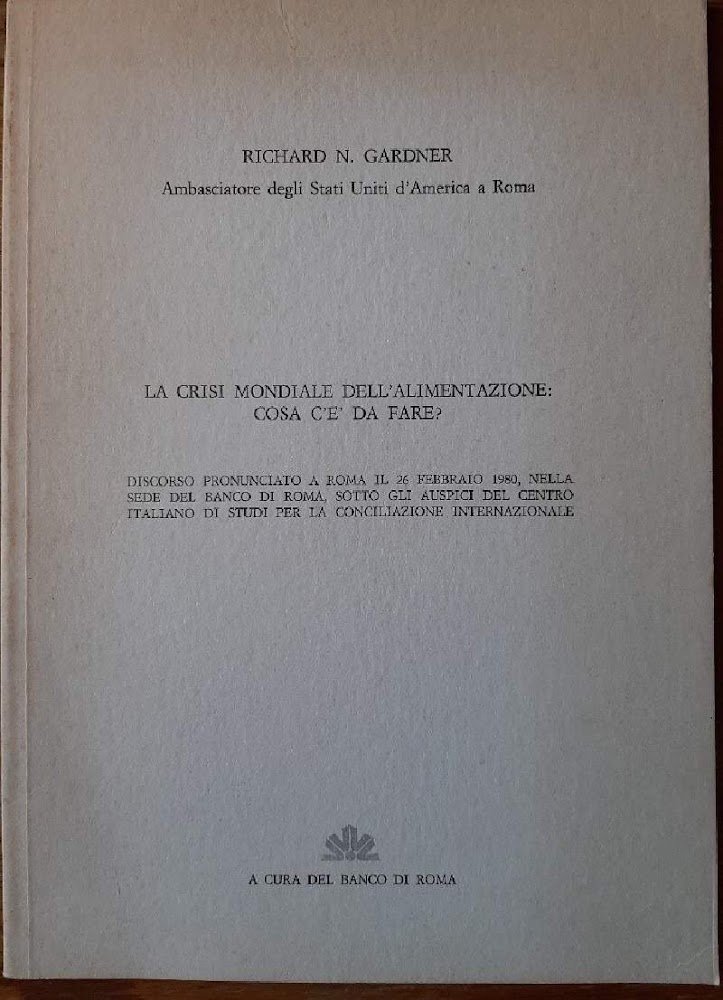 RICHARD N. GARDNER
Ambasciatore degli Stati Uniti d'America a Roma
LA CRISI MONDIALE DELL'ALIMENTAZIONE:
COSA C'E' DA FARE?
DISCORSO PRONUNCIATO A ROMA IL 26 FEBBRAIO 1980, NELLA
SEDE DEL BANCO DI ROMA, SOTTO GLI AUSPICI DEL CENTRO
ITALIANO DI STUDI PER LA CONCILIAZIONE INTERNAZIONALE
A CURA DEL BANCO DI ROMA